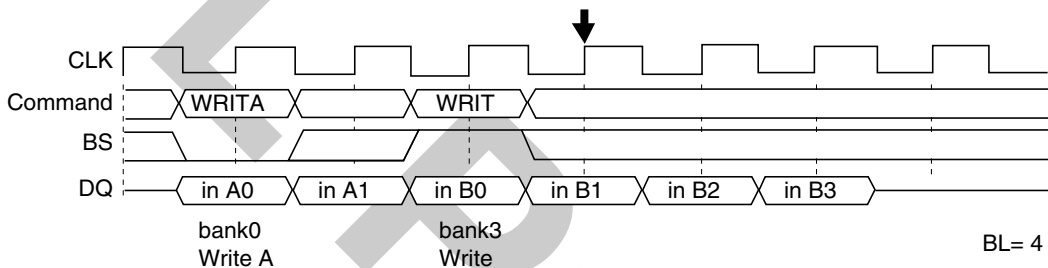 CLK
Command WRITA WRIT
BS
DQ in A0 in A1 in B0 in B1 in B2 in B3
bank0 bank3
Write A Write
BL= 4